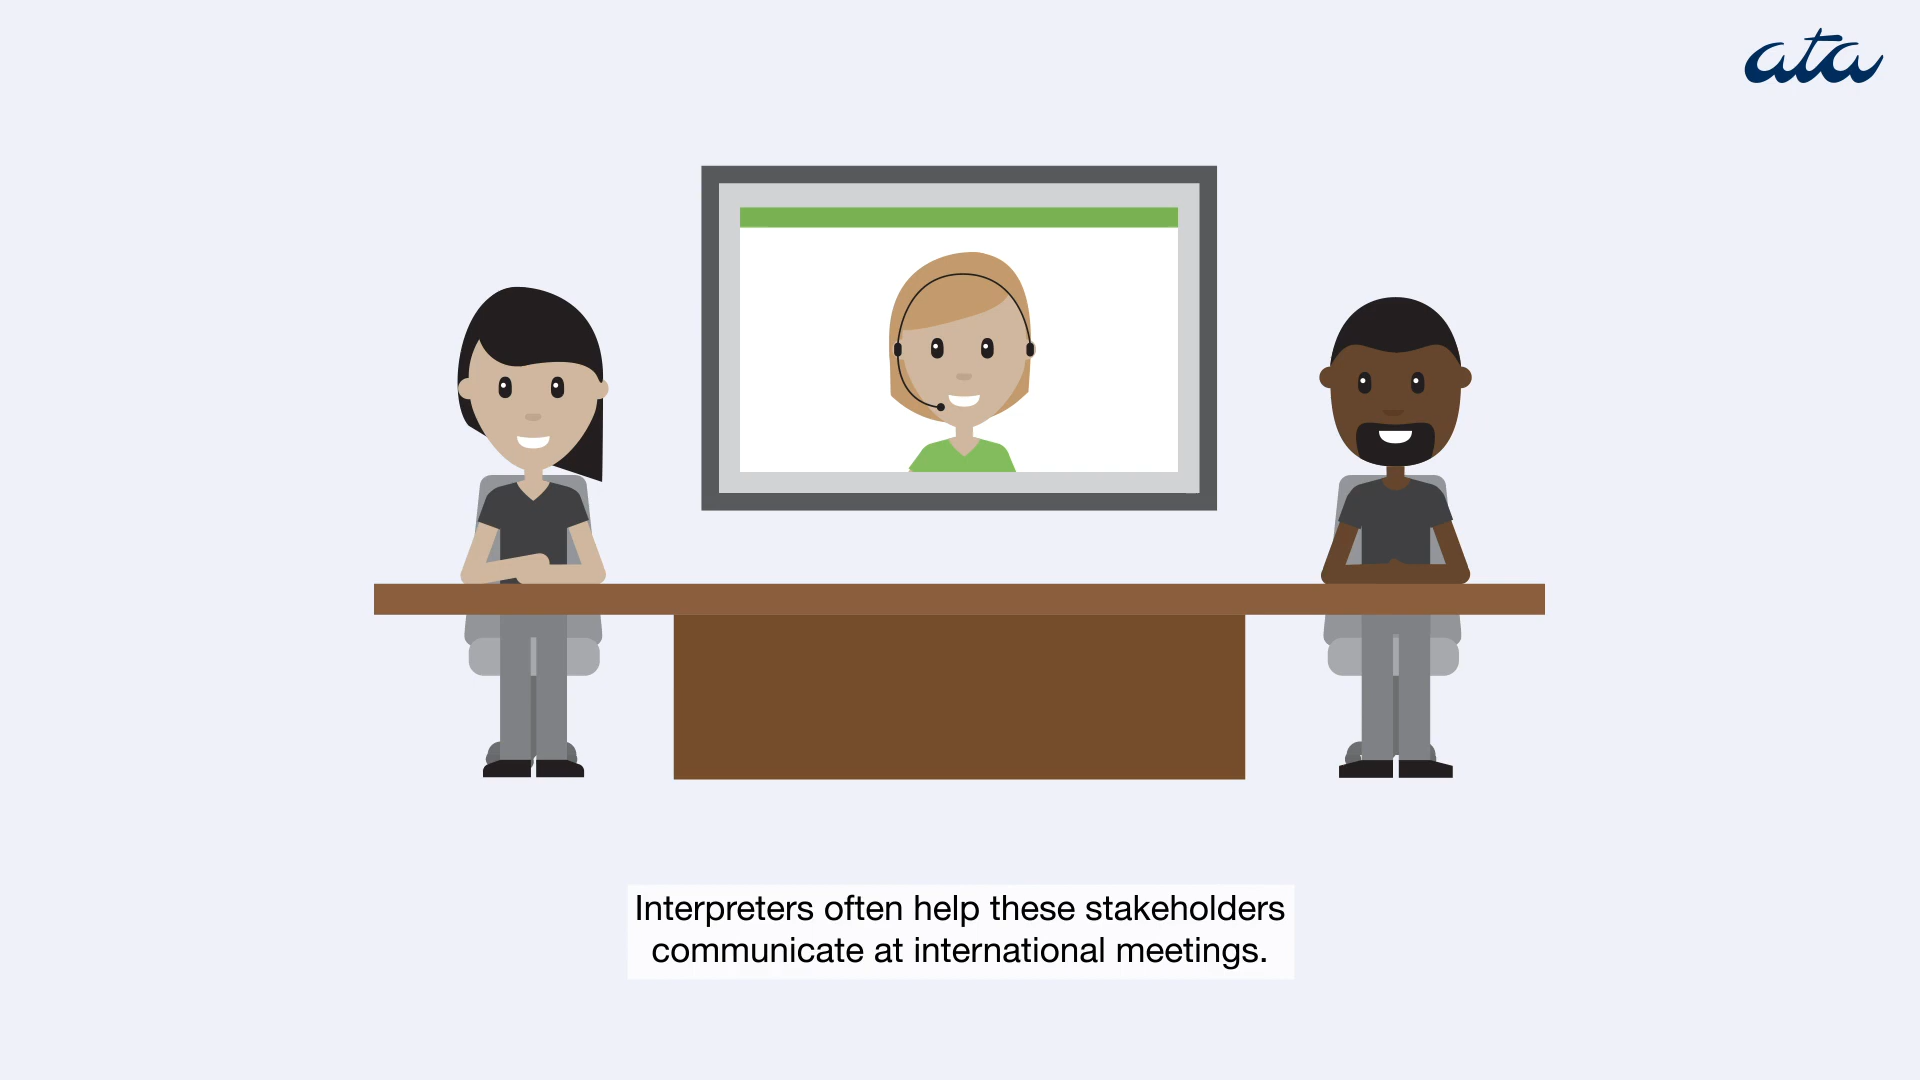 ata
Interpreters often help these stakeholders
communicate at international meetings.